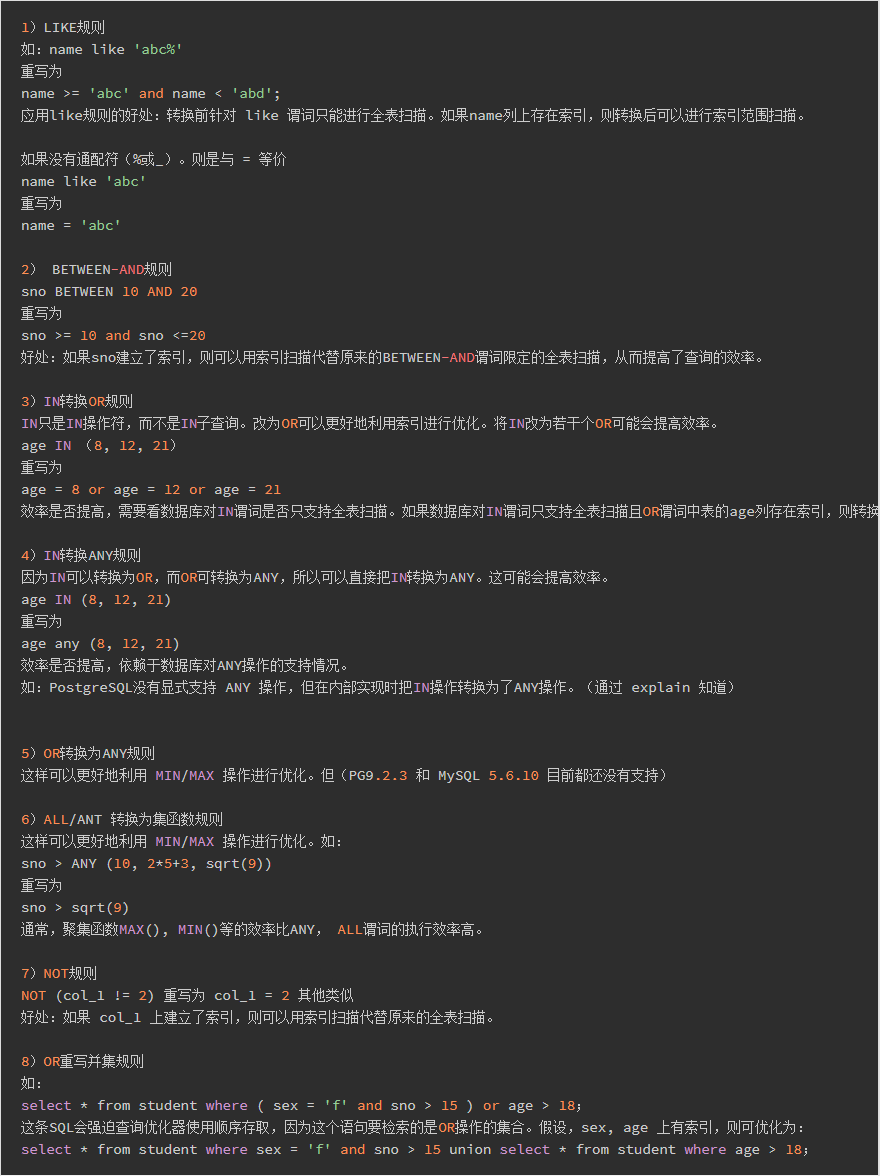 1）LIKE规则
如：name like 'abc%'
重写为
name >= 'abc' and name < 'abd';
应用like规则的好处：转换前针对 like 谓词只能进行全表扫描。如果name列上存在索引，则转换后可以进行索引范围扫描。
如果没有通配符（%或_）。则是与 = 等价
name like 'abc'
重写为
name = 'abc'
2） BETWEEN-AND规则
sno BETWEEN 10 AND 20
重写为
sno >= 10 and sno <=20
好处：如果sno建立了索引，则可以用索引扫描代替原来的BETWEEN-AND谓词限定的全表扫描，从而提高了查询的效率。
3）IN转换OR规则
IN只是IN操作符，而不是IN子查询。改为OR可以更好地利用索引进行优化。将IN改为若干个OR可能会提高效率。
age IN （8, 12, 21）
重写为
age = 8 or age = 12 or age = 21
效率是否提高，需要看数据库对IN谓词是否只支持全表扫描。如果数据库对IN谓词只支持全表扫描且OR谓词中表的age列存在索引，则转换
4）IN转换ANY规则
因为IN可以转换为OR，而OR可转换为ANY，所以可以直接把IN转换为ANY。这可能会提高效率。
age IN (8, 12, 21)
重写为
age any (8, 12, 21)
效率是否提高，依赖于数据库对ANY操作的支持情况。
如：PostgreSQL没有显式支持 ANY 操作，但在内部实现时把IN操作转换为了ANY操作。（通过 explain 知道）
5）OR转换为ANY规则
这样可以更好地利用 MIN/MAX 操作进行优化。但（PG9.2.3 和 MySQL 5.6.10 目前都还没有支持）
6）ALL/ANT 转换为集函数规则
这样可以更好地利用 MIN/MAX 操作进行优化。如：
sno > ANY (10, 2*5+3, sqrt(9))
重写为
sno > sqrt(9)
通常，聚集函数MAX(), MIN()等的效率比ANY， ALL谓词的执行效率高。
7）NOT规则
NOT (col_1 != 2) 重写为 col_1 = 2 其他类似
好处：如果 col_1 上建立了索引，则可以用索引扫描代替原来的全表扫描。
8）OR重写并集规则
如：
select * from student where ( sex = 'f' and sno > 15 ) or age > 18；
这条SQL会强迫查询优化器使用顺序存取，因为这个语句要检索的是OR操作的集合。假设，sex, age 上有索引，则可优化为：
select * from student where sex = 'f' and sno > 15 union select * from student where age > 18；